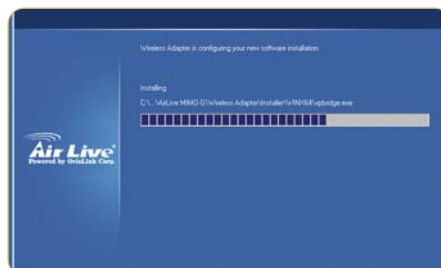 Wireless Adapter is configuring your new software installation
Installing
C:\...\AirLive MIMO-G\Wireless Adapter\Installer\WINX64\vpbridge.exe
Air Live
Powered by OvisLink Corp.